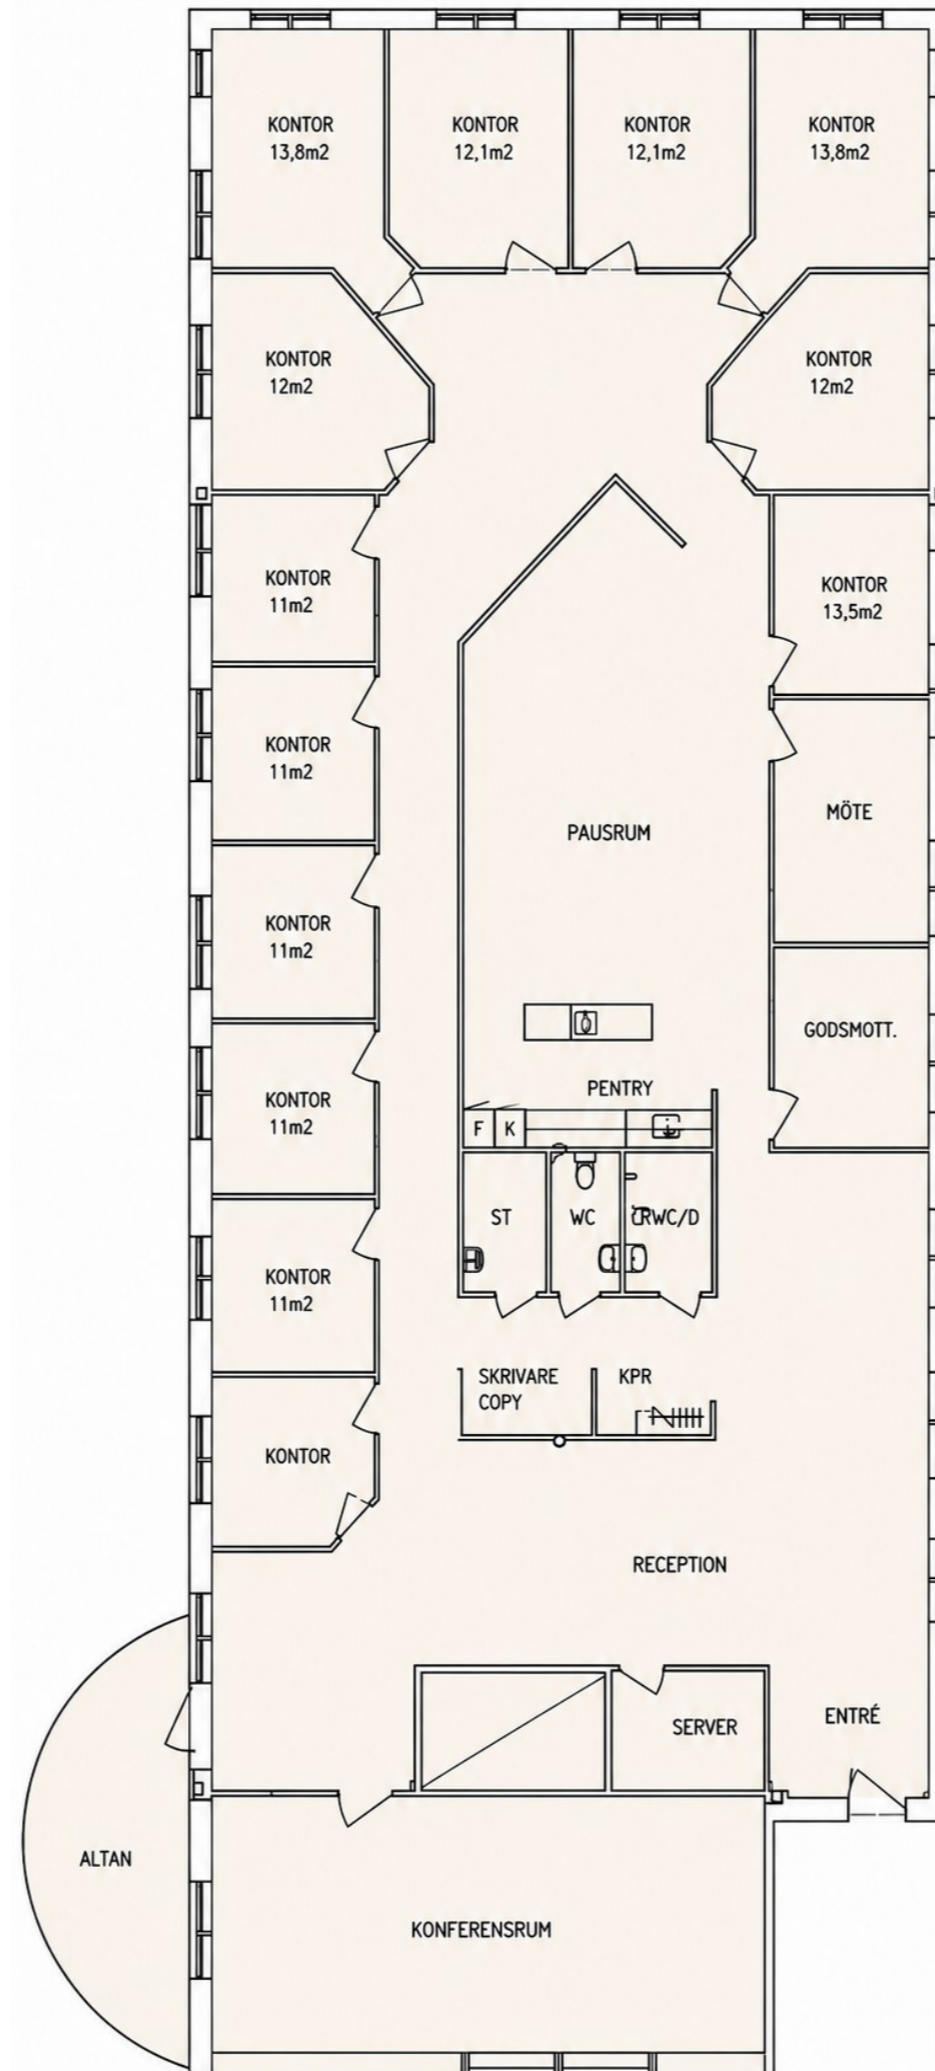 KONTOR
13,8m2
KONTOR
12,1m2
KONTOR
12,1m2
KONTOR
13,8m2
KONTOR
12m2
KONTOR
12m2
KONTOR
11m2
KONTOR
13,5m2
KONTOR
11m2
MÖTE
PAUSRUM
KONTOR
11m2
GODSMOTT.
PENTRY
KONTOR
11m2
F
K
ST
WC
RWC/D
KONTOR
11m2
SKRIVARE
COPY
KPR
KONTOR
RECEPTION
SERVER
ENTRÉ
ALTAN
KONFERENSRUM